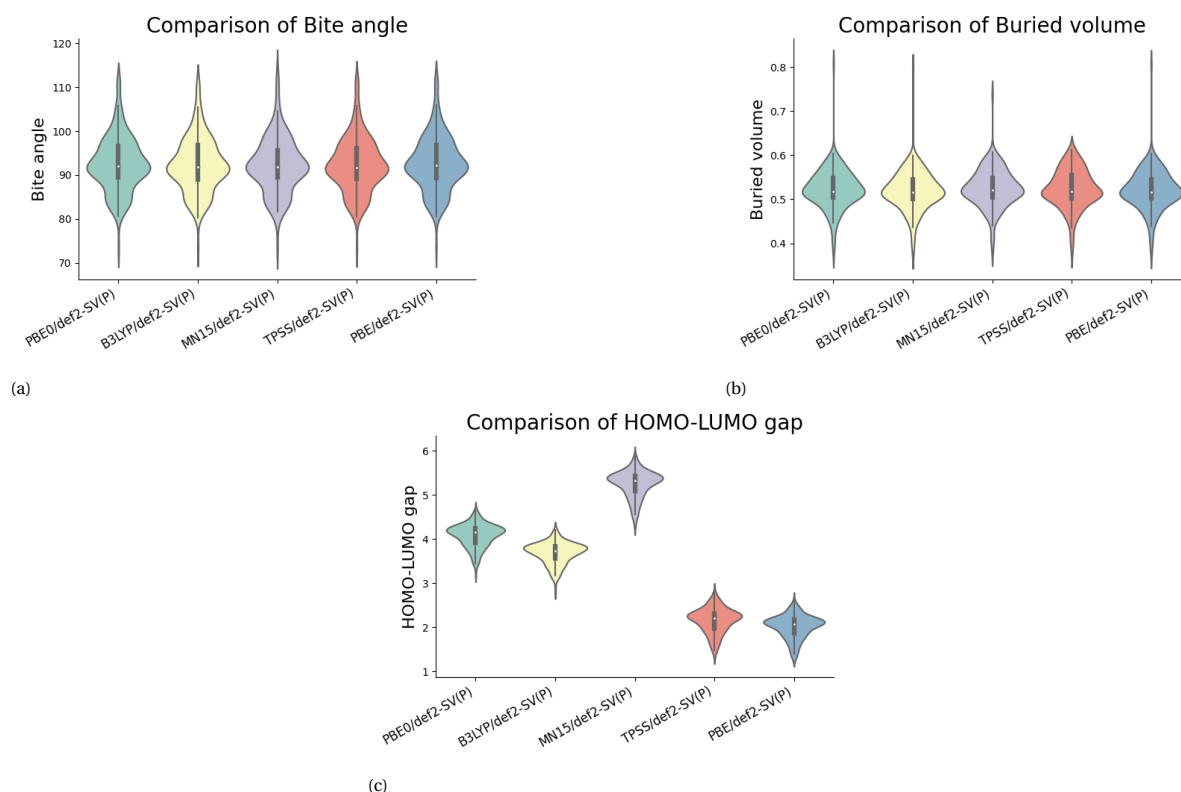 Comparison of Bite angle
Bite angle
120
110
100
90
80
70
PBE0/def2-SV(P)
B3LYP/def2-SV(P)
MN15/def2-SV(P)
TPSS/def2-SV(P)
PBE/def2-SV(P)
(a)
Comparison of Buried volume
Buried volume
0.8
0.7
0.6
0.5
0.4
PBE0/def2-SV(P)
B3LYP/def2-SV(P)
MN15/def2-SV(P)
TPSS/def2-SV(P)
PBE/def2-SV(P)
(b)
Comparison of HOMO-LUMO gap
HOMO-LUMO gap
6
5
4
3
2
1
PBE0/def2-SV(P)
B3LYP/def2-SV(P)
MN15/def2-SV(P)
TPSS/def2-SV(P)
PBE/def2-SV(P)
(c)